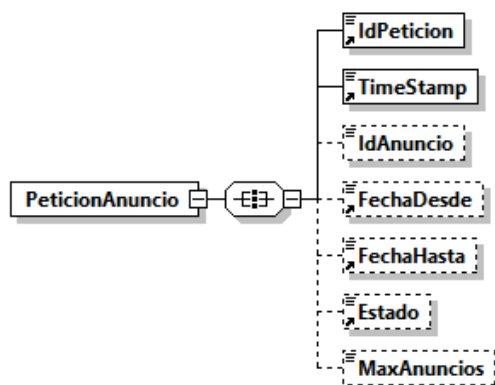 IdPeticion
TimeStamp
IdAnuncio
PeticionAnuncio
FechaDesde
FechaHasta
Estado
MaxAnuncios